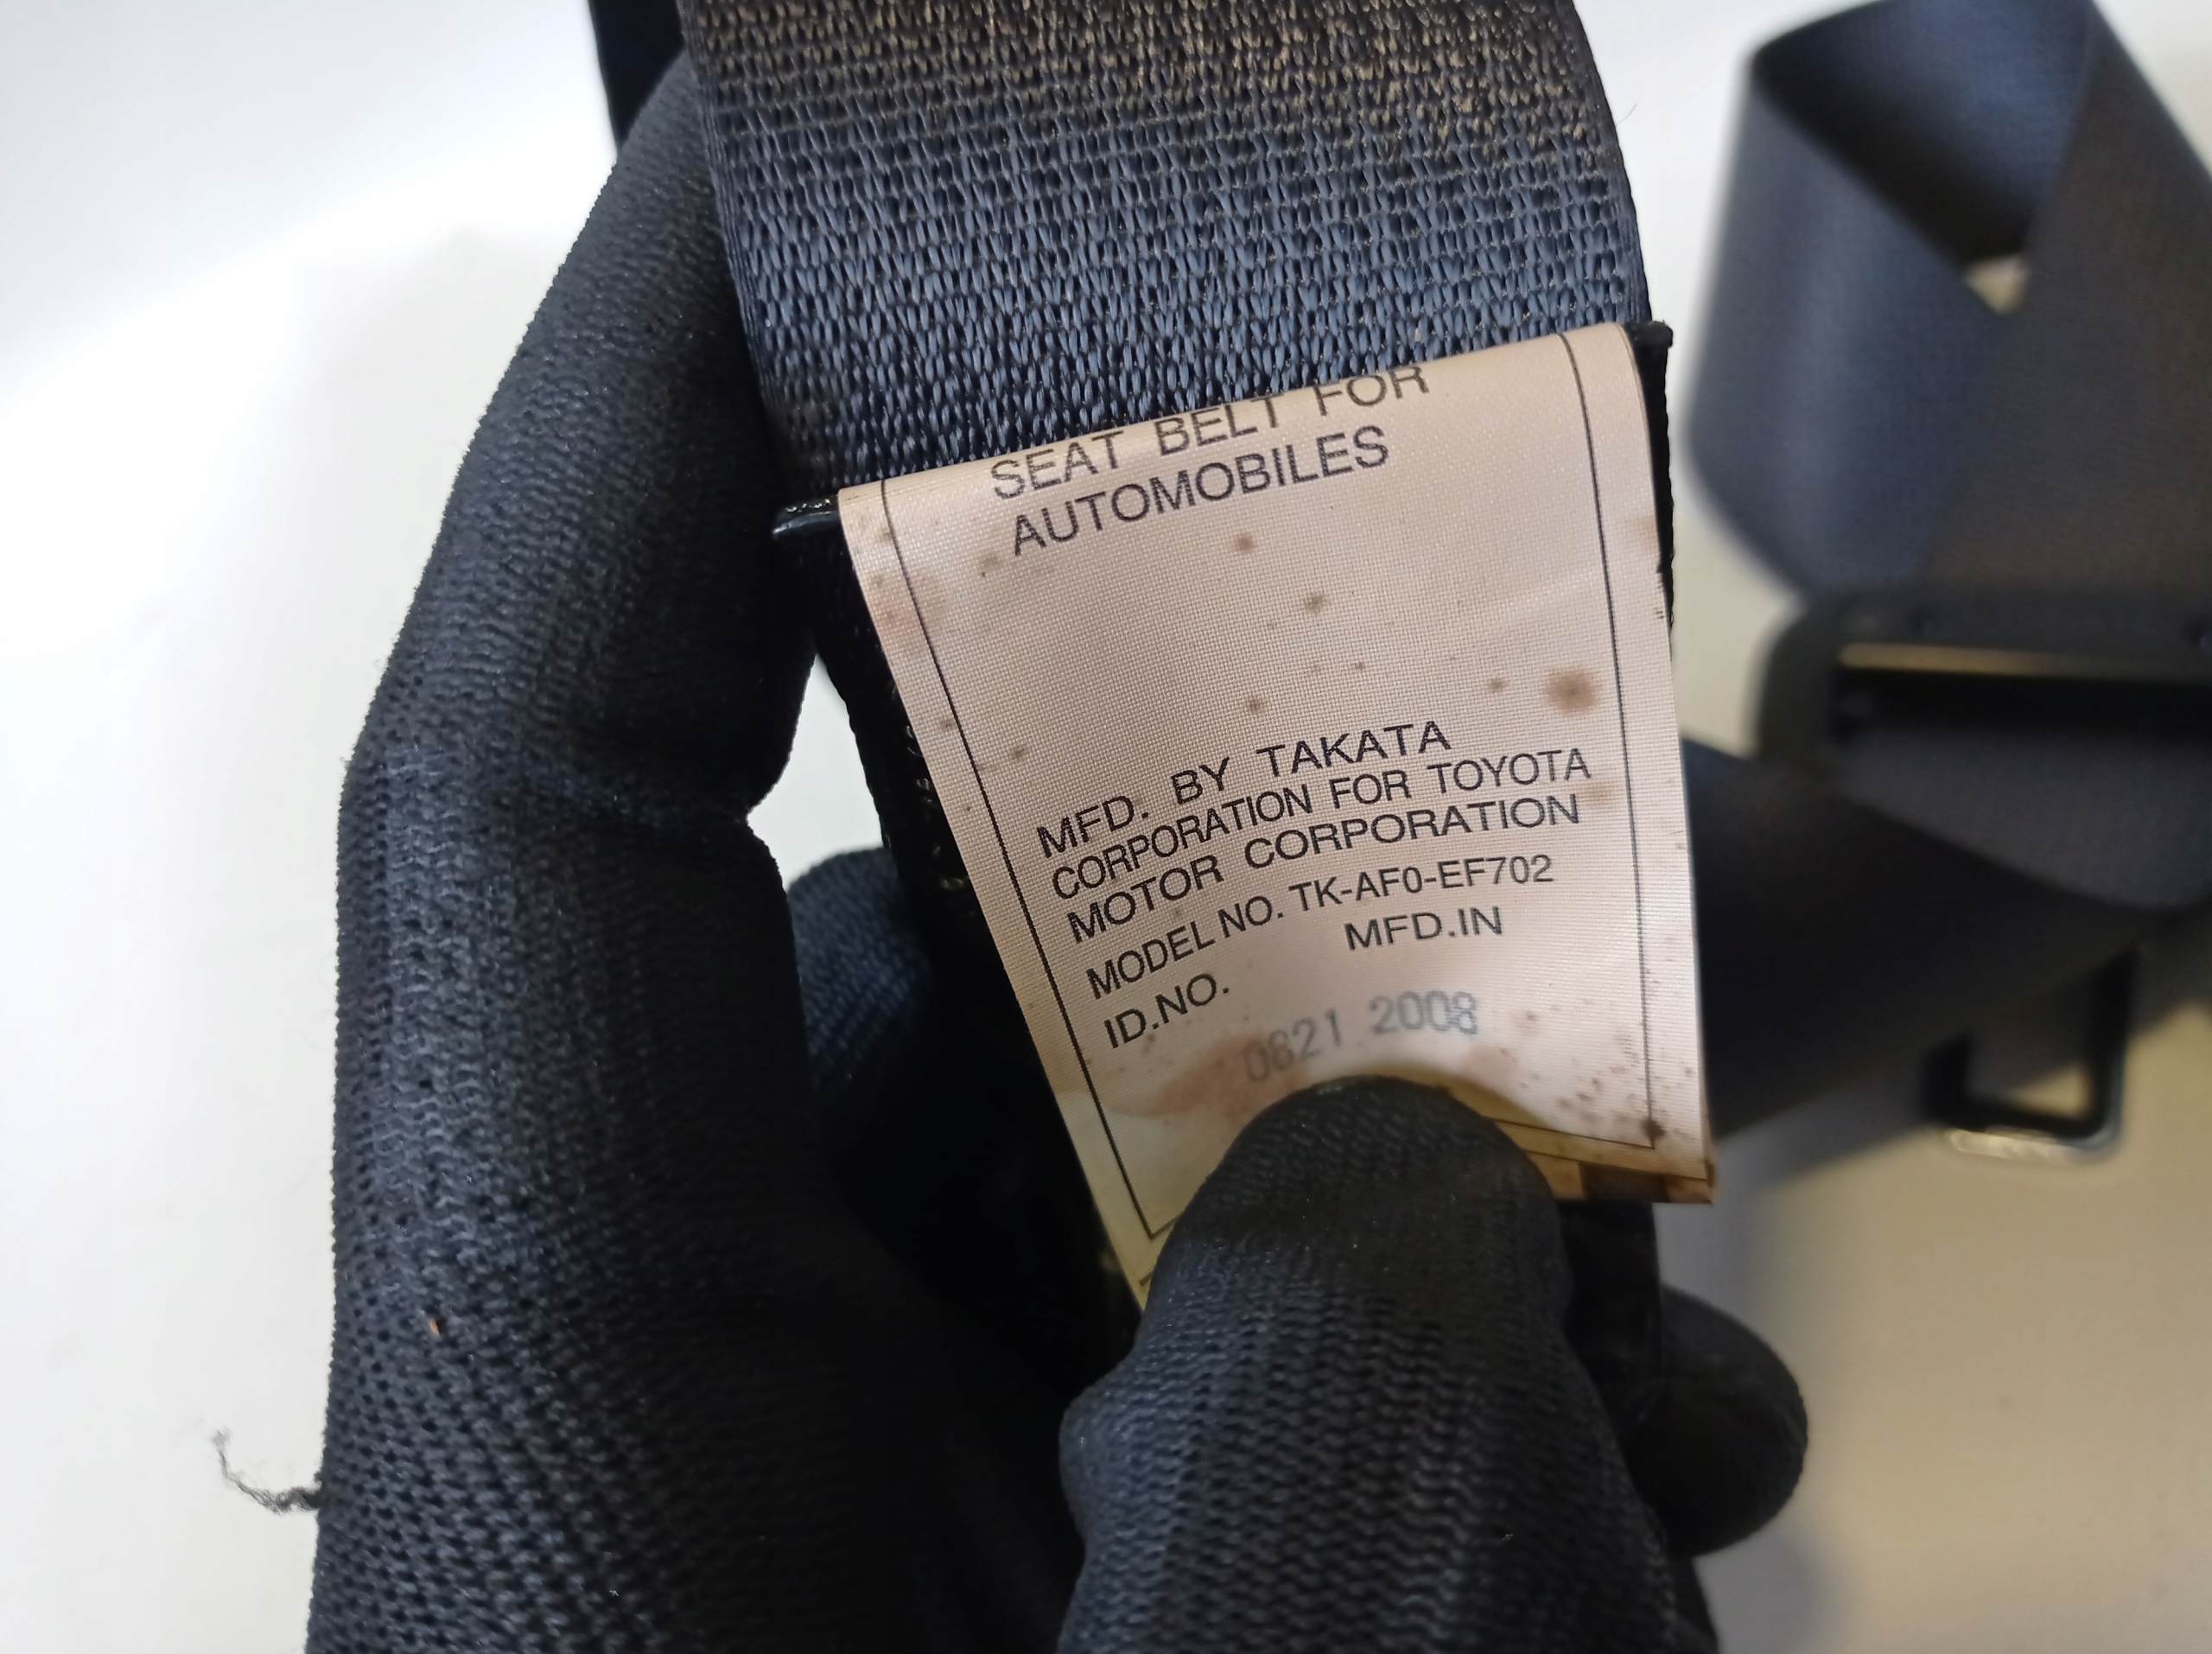 SEAT BELT FOR
AUTOMOBILES
MFD. BY TAKATA
CORPORATION FOR TOYOTA
MOTOR CORPORATION
MODEL NO. TK-AF0-EF702
ID.NO. MFD.IN
0821 2008